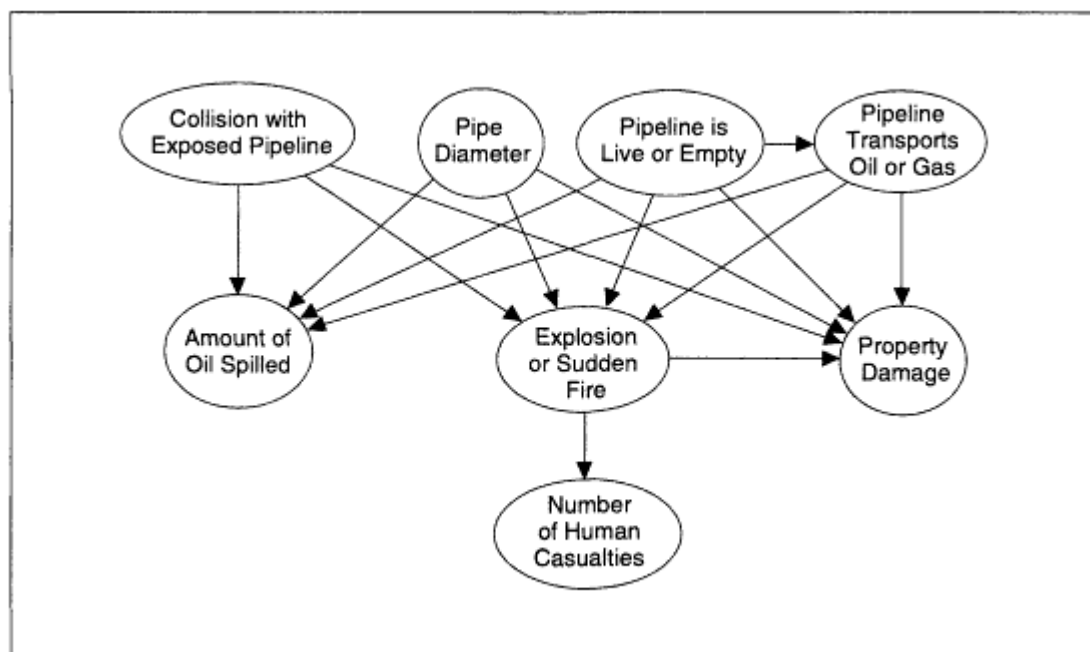 Collision with
Exposed Pipeline
Pipe
Diameter
Pipeline is
Live or Empty
Pipeline
Transports
Oil or Gas
Amount of
Oil Spilled
Explosion
or Sudden
Fire
Property
Damage
Number
of Human
Casualties